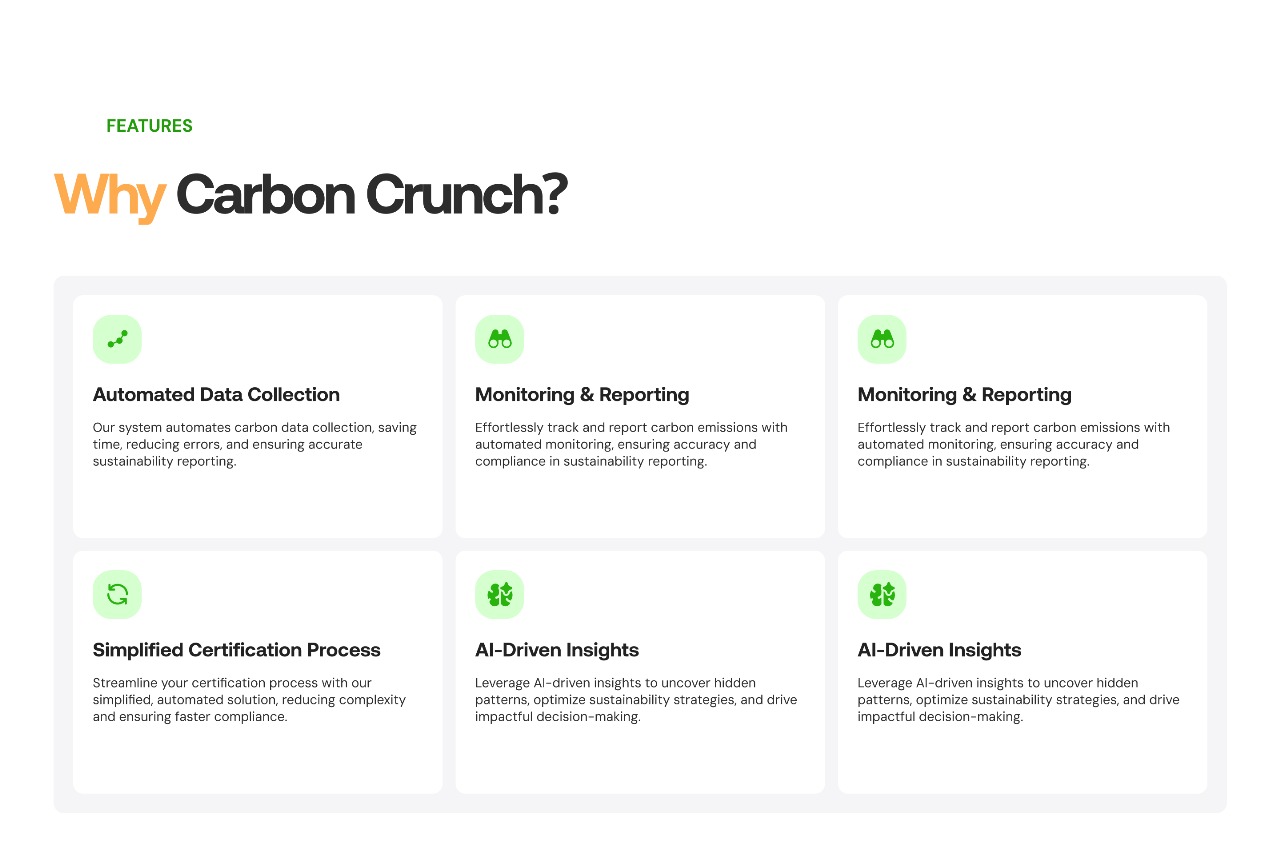 FEATURES
Why Carbon Crunch?
Automated Data Collection
Our system automates carbon data collection, saving
time, reducing errors, and ensuring accurate
sustainability reporting.
Monitoring & Reporting
Effortlessly track and report carbon emissions with
automated monitoring, ensuring accuracy and
compliance in sustainability reporting.
Monitoring & Reporting
Effortlessly track and report carbon emissions with
automated monitoring, ensuring accuracy and
compliance in sustainability reporting.
Simplified Certification Process
Streamline your certification process with our
simplified, automated solution, reducing complexity
and ensuring faster compliance.
AI-Driven Insights
Leverage AI-driven insights to uncover hidden
patterns, optimize sustainability strategies, and drive
impactful decision-making.
AI-Driven Insights
Leverage AI-driven insights to uncover hidden
patterns, optimize sustainability strategies, and drive
impactful decision-making.